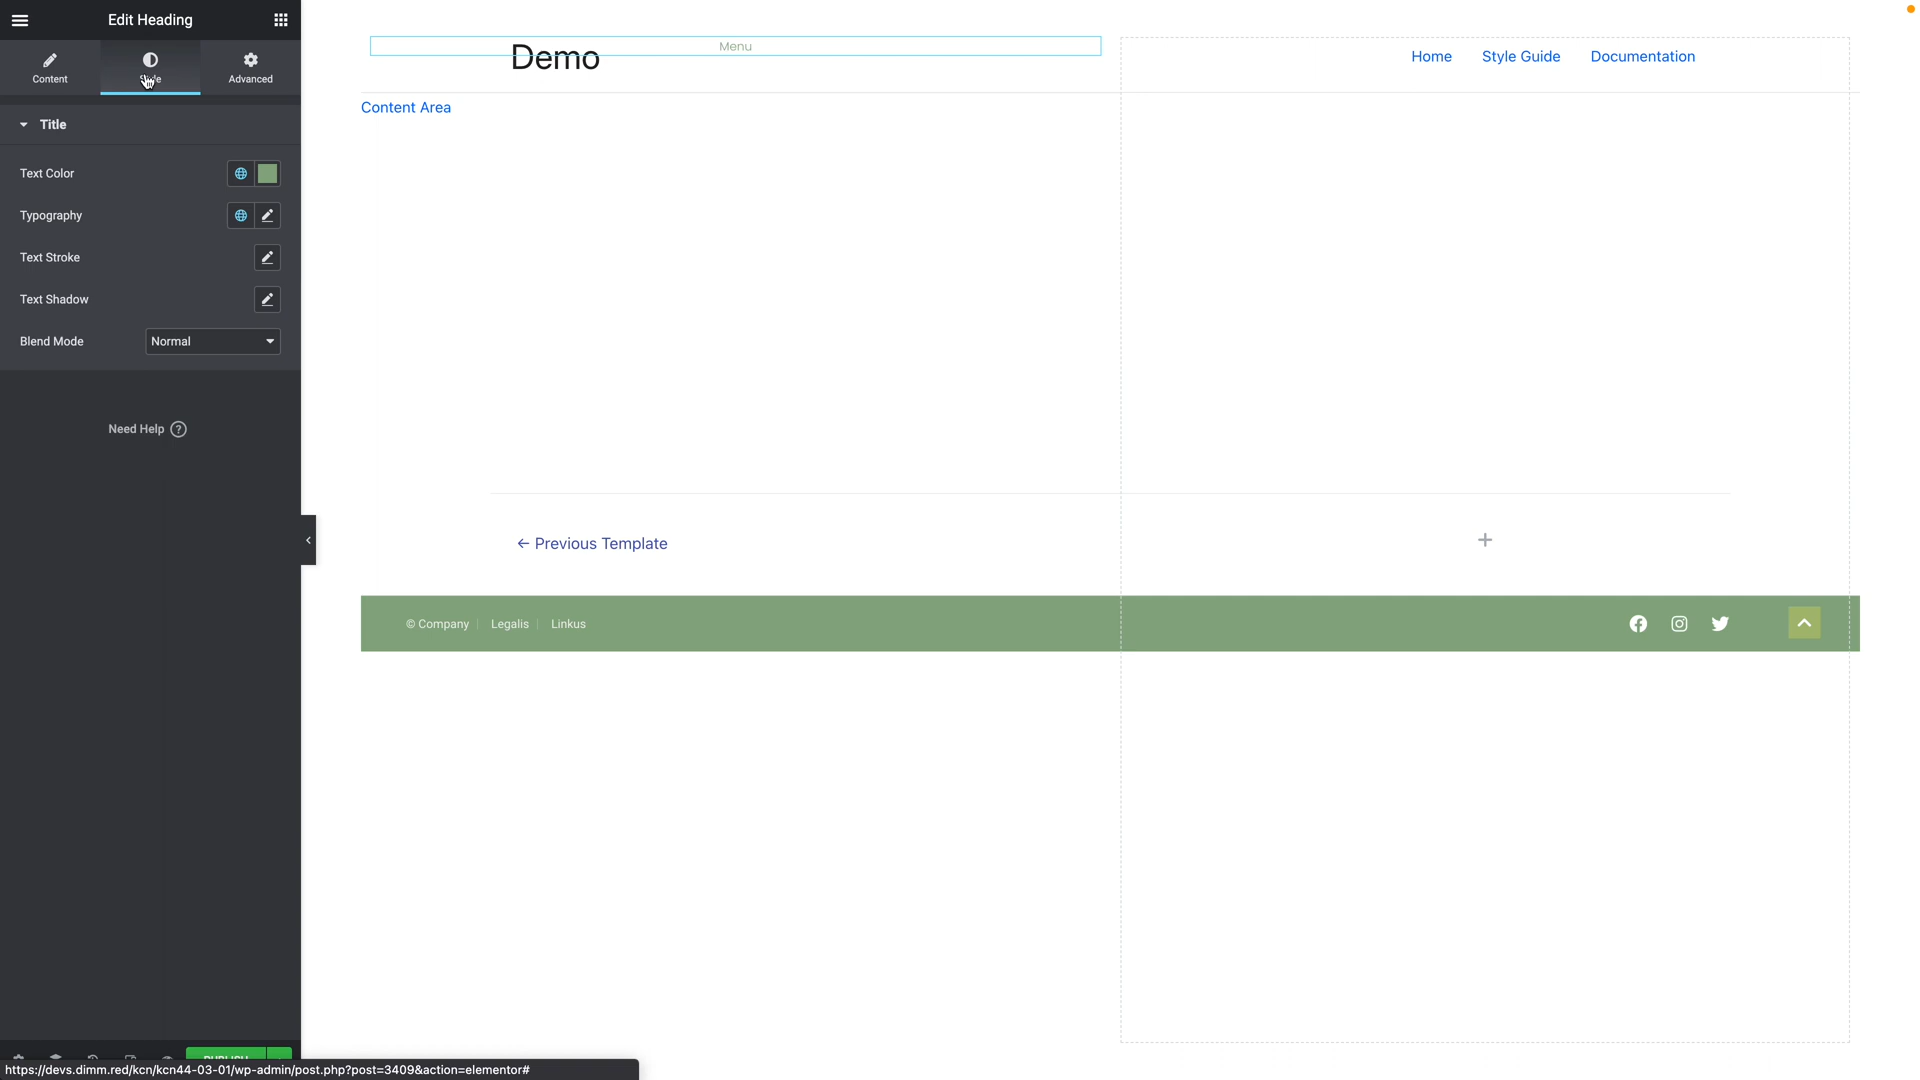 Edit Heading
Content
Style
Advanced
Title
Text Color
Typography
Text Stroke
Text Shadow
Blend Mode
Normal
Need Help
Menu
Demo
Home
Style Guide
Documentation
Content Area
← Previous Template
© Company
Legalis
Linkus
PUBLISH
https://devs.dimm.red/kcn/kcn44-03-01/wp-admin/post.php?post=3409&action=elementor#